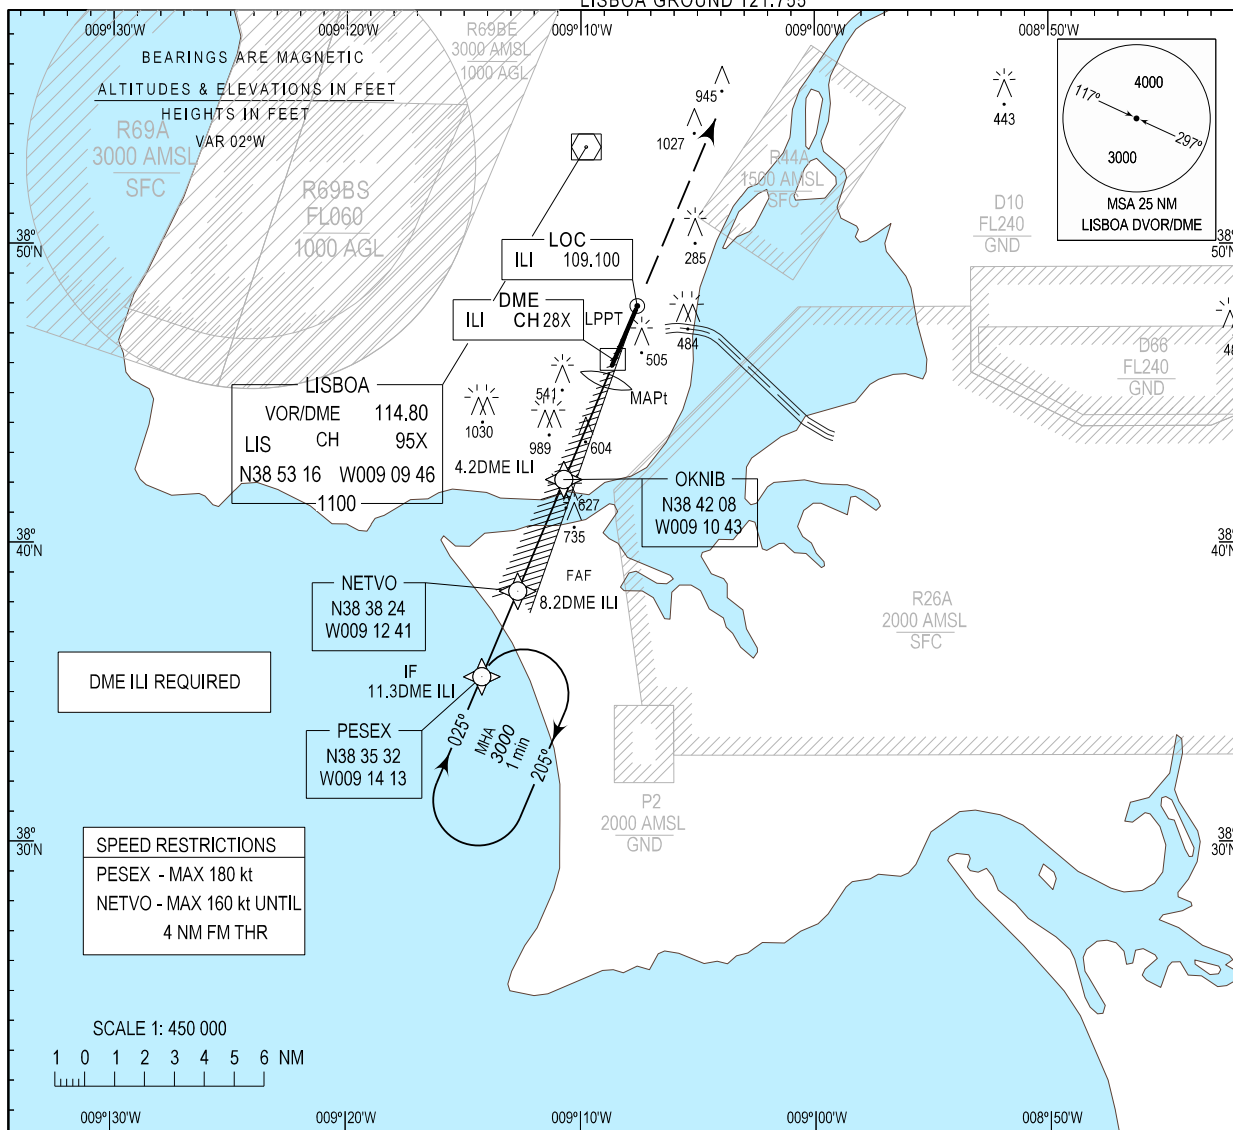 LISBOA GROUND 121.755
009°30'W
009°20'W
009°10'W
009°00'W
008°50'W
BEARINGS ARE MAGNETIC
ALTITUDES & ELEVATIONS IN FEET
HEIGHTS IN FEET
VAR 02°W
R69BE
3000 AMSL
1000 AGL
R69A
3000 AMSL
SFC
R69BS
FL060
1000 AGL
945
1027
R44A
1500 AMSL
SFC
443
4000
117°
297°
3000
MSA 25 NM
LISBOA DVOR/DME
D10
FL240
GND
38°
50'N
38°
50'N
285
LOC
ILI 109.100
DME
ILI CH 28X
LPPT
484
505
48
D66
FL240
GND
LISBOA
VOR/DME 114.80
LIS CH 95X
N38 53 16 W009 09 46
1100
541
1030
989
604
MAPt
4.2DME ILI
OKNIB
N38 42 08
W009 10 43
627
735
38°
40'N
38°
40'N
FAF
8.2DME ILI
NETVO
N38 38 24
W009 12 41
R26A
2000 AMSL
SFC
DME ILI REQUIRED
IF
11.3DME ILI
PESEX
N38 35 32
W009 14 13
025°
MHA
3000
1 min
205°
P2
2000 AMSL
GND
38°
30'N
38°
30'N
SPEED RESTRICTIONS
PESEX - MAX 180 kt
NETVO - MAX 160 kt UNTIL
4 NM FM THR
SCALE 1: 450 000
1 0 1 2 3 4 5 6 NM
009°30'W
009°20'W
009°10'W
009°00'W
008°50'W